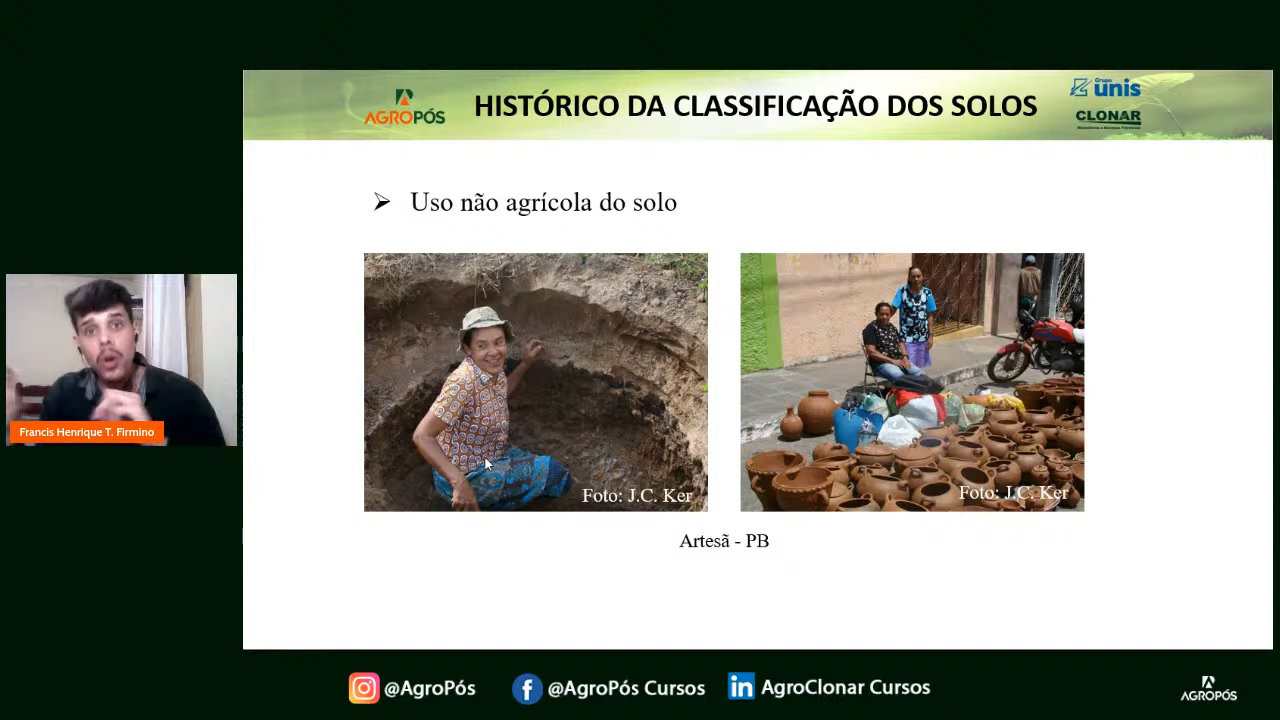 AGROPÓS
HISTÓRICO DA CLASSIFICAÇÃO DOS SOLOS
Grupo
Unis
CLONAR
➢ Uso não agrícola do solo
Francis Henrique T. Firmino
Foto: J.C. Ker
Foto: J.C. Ker
Artesã - PB
@AgroPós
@AgroPós Cursos
in AgroClonar Cursos
AGROPÓS